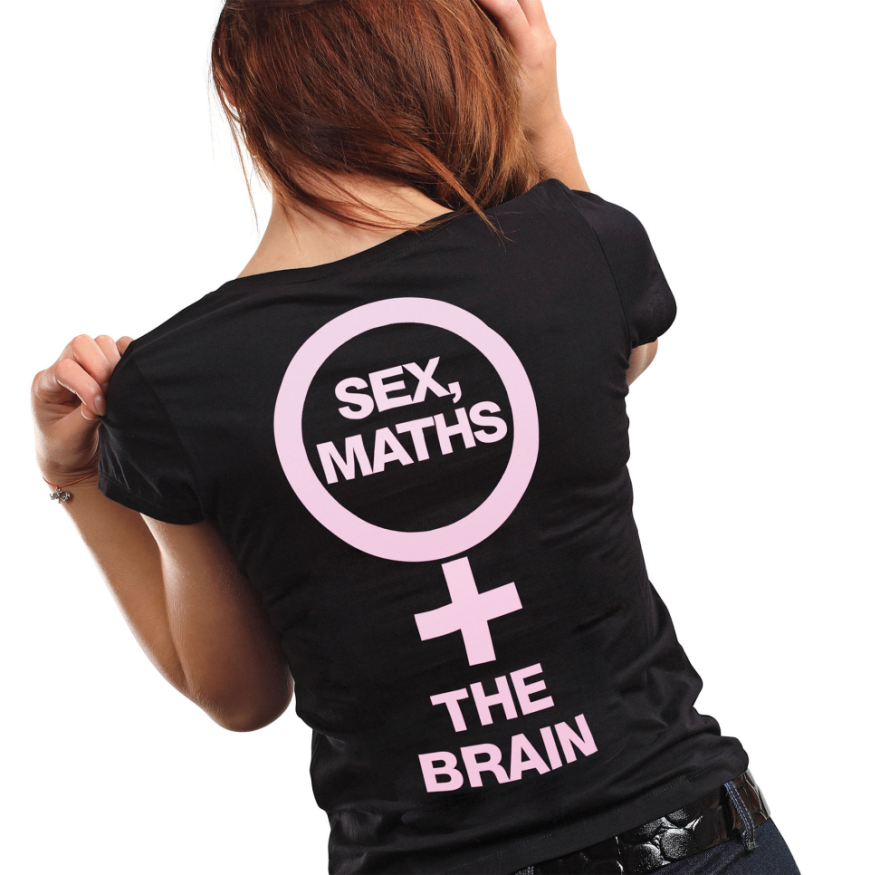 SEX,
MATHS
+
THE
BRAIN